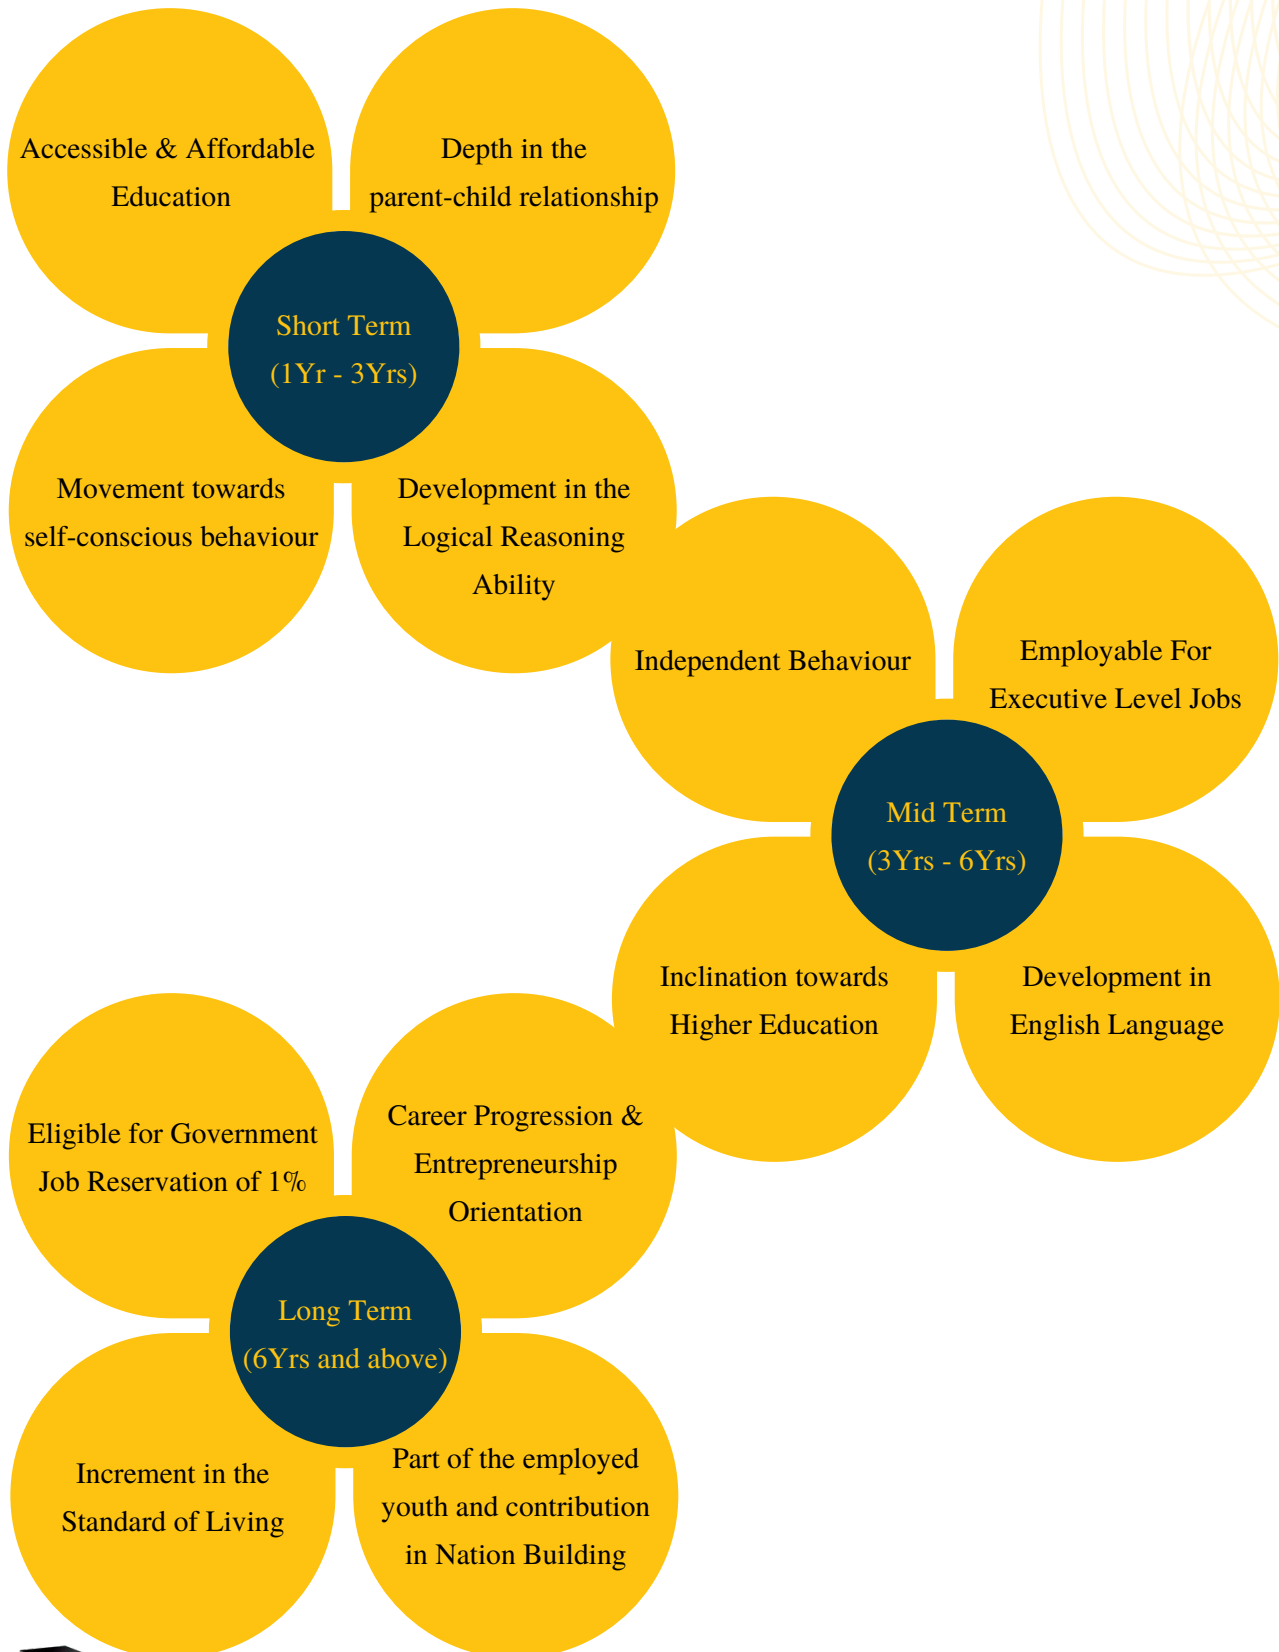 Accessible & Affordable
Education
Depth in the
parent-child relationship
Short Term
(1Yr - 3Yrs)
Movement towards
self-conscious behaviour
Development in the
Logical Reasoning
Ability
Independent Behaviour
Employable For
Executive Level Jobs
Mid Term
(3Yrs - 6Yrs)
Inclination towards
Higher Education
Development in
English Language
Eligible for Government
Job Reservation of 1%
Career Progression &
Entrepreneurship
Orientation
Long Term
(6Yrs and above)
Increment in the
Standard of Living
Part of the employed
youth and contribution
in Nation Building